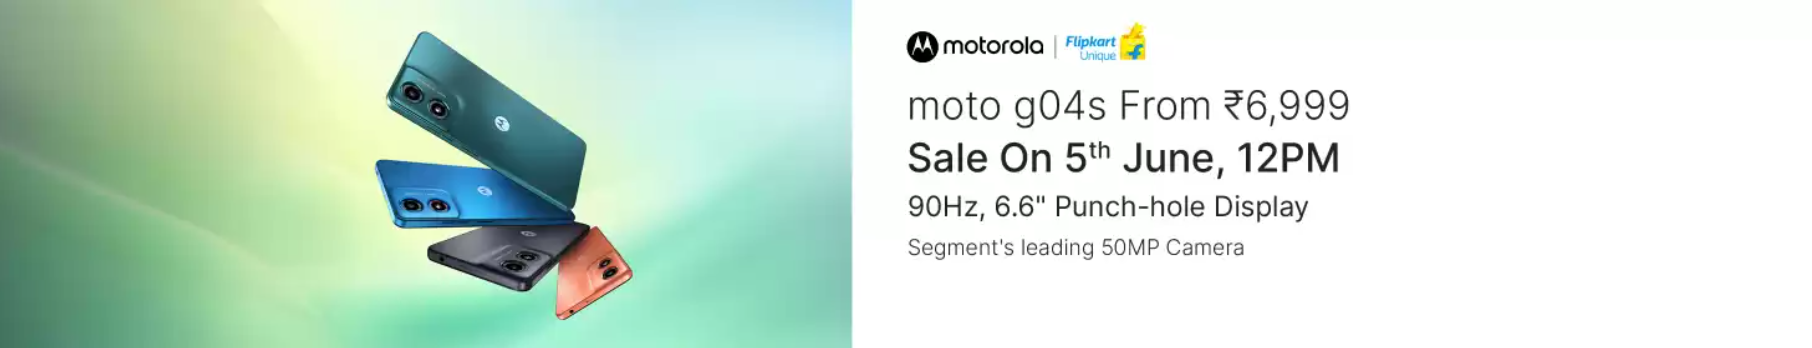 motorola | Flipkart Unique
moto g04s From ₹6,999
Sale On 5th June, 12PM
90Hz, 6.6" Punch-hole Display
Segment's leading 50MP Camera